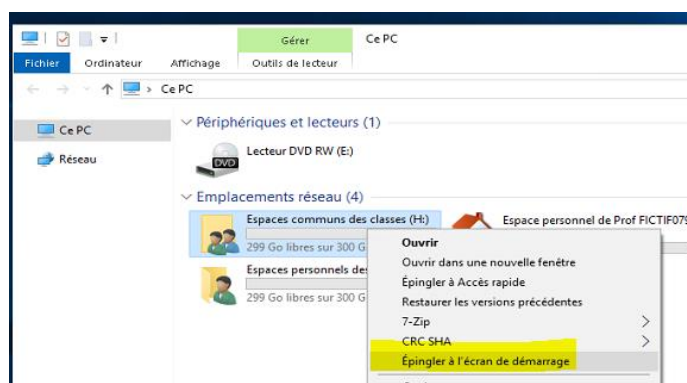 Gérer
Ce PC
Fichier
Ordinateur
Affichage
Outils de lecteur
Ce PC
Ce PC
Réseau
Périphériques et lecteurs (1)
DVD
Lecteur DVD RW (E:)
Emplacements réseau (4)
Espaces communs des classes (H:)
299 Go libres sur 300 G
Espace personnel de Prof FICTIF079
Espaces personnels de
299 Go libres sur 300 G
Ouvrir
Ouvrir dans une nouvelle fenêtre
Épingler à Accès rapide
Restaurer les versions précédentes
7-Zip
CRC SHA
Épingler à l'écran de démarrage